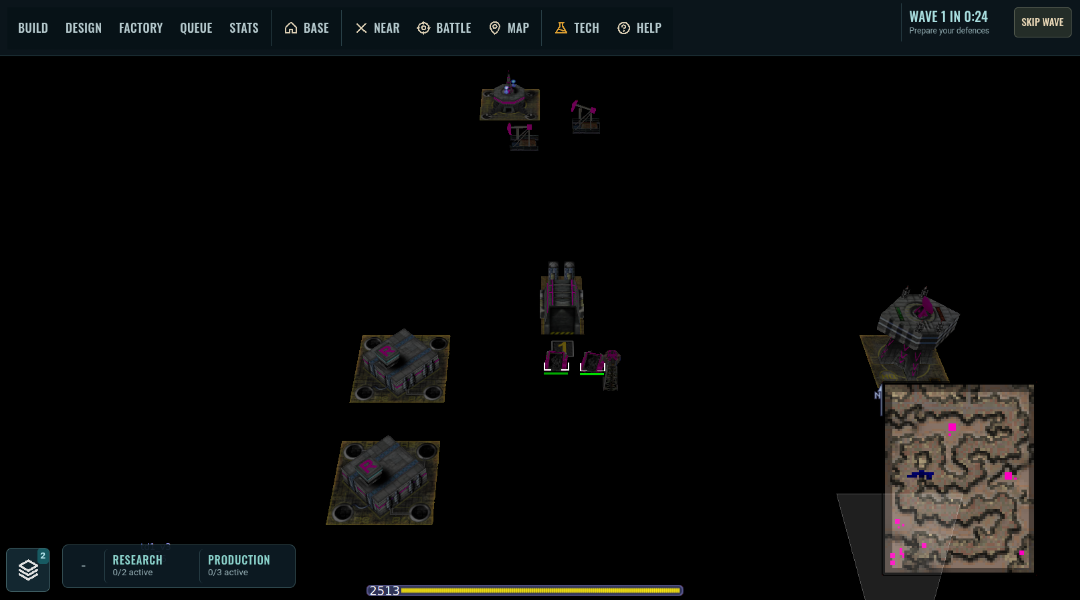 BUILD DESIGN FACTORY QUEUE STATS BASE NEAR BATTLE MAP TECH HELP
WAVE 1 IN 0:24
Prepare your defences
SKIP WAVE
R
1
R
N
2
-
RESEARCH
0/2 active
PRODUCTION
0/3 active
2513